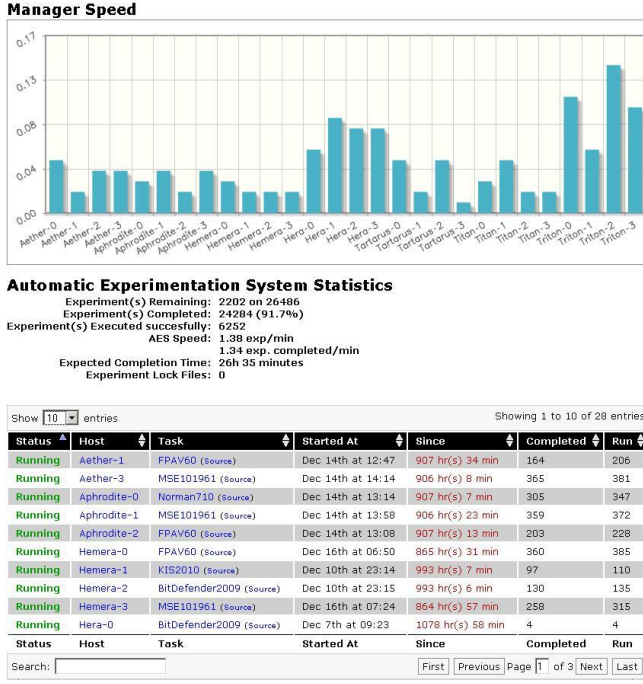 Manager Speed
0.17
0.13
0.08
0.04
0.00
Aether-0 Aether-1 Aether-2 Aether-3 Aphrodite-0 Aphrodite-1 Aphrodite-2 Aphrodite-3 Hemera-0 Hemera-1 Hemera-2 Hemera-3 Hera-0 Hera-1 Hera-2 Hera-3 Tartarus-0 Tartarus-1 Tartarus-2 Tartarus-3 Titan-0 Titan-1 Titan-2 Titan-3 Triton-0 Triton-1 Triton-2 Triton-3
Automatic Experimentation System Statistics
Experiment(s) Remaining: 2202 on 26486
Experiment(s) Completed: 24284 (91.7%)
Experiment(s) Executed succesfully: 6252
AES Speed: 1.38 exp/min
1.34 exp. completed/min
Expected Completion Time: 26h 35 minutes
Experiment Lock Files: 0
Show 10 entries Showing 1 to 10 of 28 entries
Status Host Task Started At Since Completed Run
Running Aether-1 FPAV60 (Source) Dec 14th at 12:47 907 hr(s) 34 min 164 206
Running Aether-3 MSE101961 (Source) Dec 14th at 14:14 906 hr(s) 8 min 365 381
Running Aphrodite-0 Norman710 (Source) Dec 14th at 13:14 907 hr(s) 7 min 305 347
Running Aphrodite-1 MSE101961 (Source) Dec 14th at 13:58 906 hr(s) 23 min 359 372
Running Aphrodite-2 FPAV60 (Source) Dec 14th at 13:08 907 hr(s) 13 min 203 228
Running Hemera-0 FPAV60 (Source) Dec 16th at 06:50 865 hr(s) 31 min 360 385
Running Hemera-1 KIS2010 (Source) Dec 10th at 23:14 993 hr(s) 7 min 97 110
Running Hemera-2 BitDefender2009 (Source) Dec 10th at 23:15 993 hr(s) 6 min 130 135
Running Hemera-3 MSE101961 (Source) Dec 16th at 07:24 864 hr(s) 57 min 258 315
Running Hera-0 BitDefender2009 (Source) Dec 7th at 09:23 1078 hr(s) 58 min 4 4
Status Host Task Started At Since Completed Run
Search: First Previous Page 1 of 3 Next Last